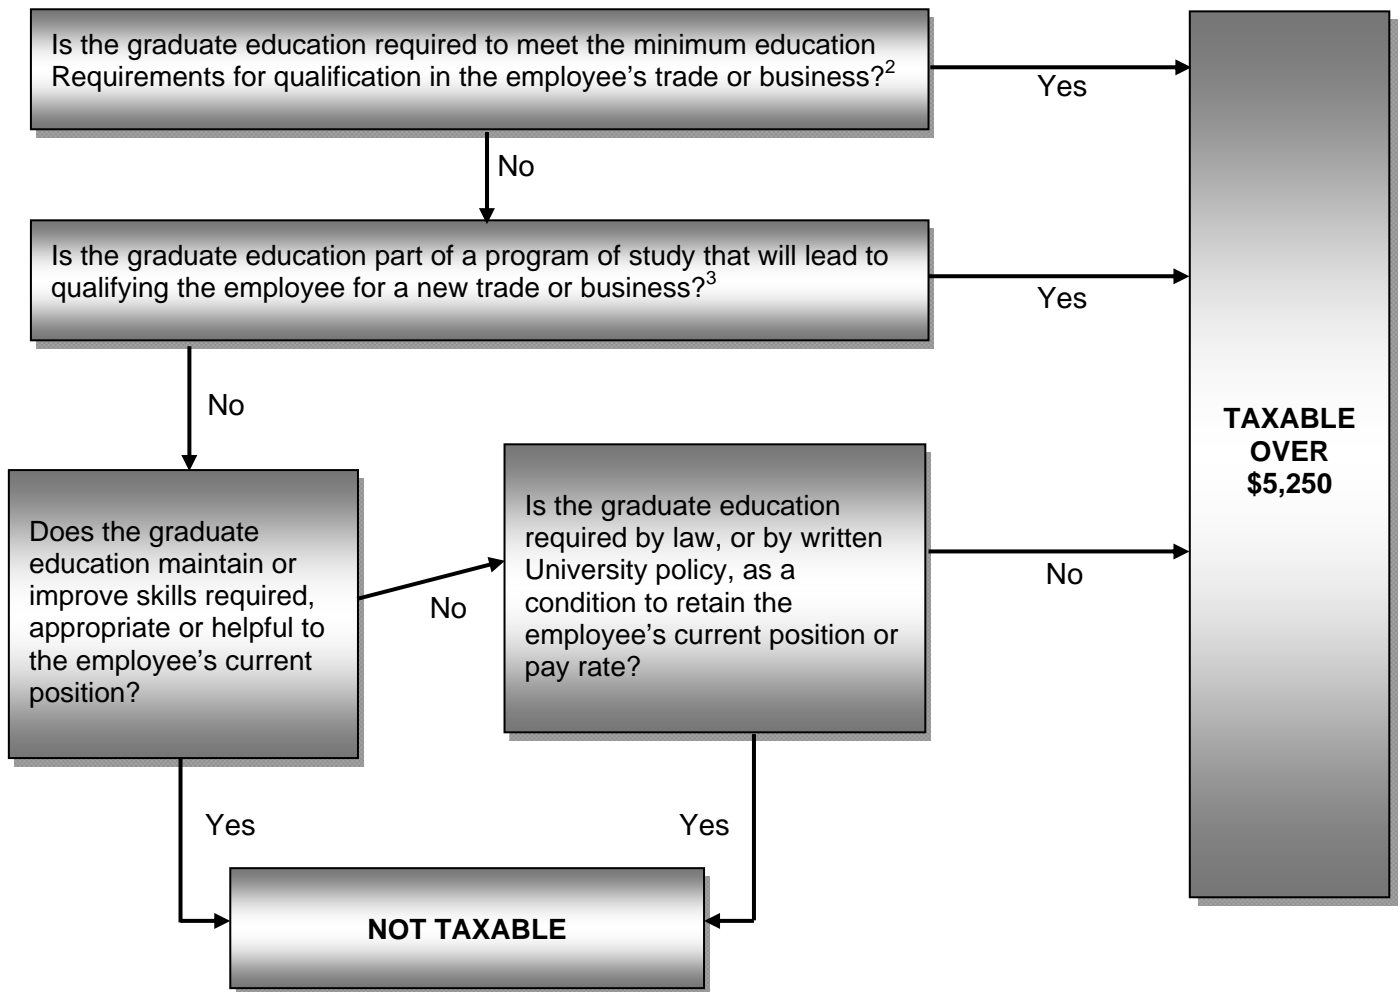 Is the graduate education required to meet the minimum education
Requirements for qualification in the employee’s trade or business?2
Yes
No
Is the graduate education part of a program of study that will lead to
qualifying the employee for a new trade or business?3
Yes
No
Does the graduate
education maintain or
improve skills required,
appropriate or helpful to
the employee’s current
position?
No
Is the graduate education
required by law, or by written
University policy, as a
condition to retain the
employee’s current position or
pay rate?
No
TAXABLE
OVER
$5,250
Yes
Yes
NOT TAXABLE